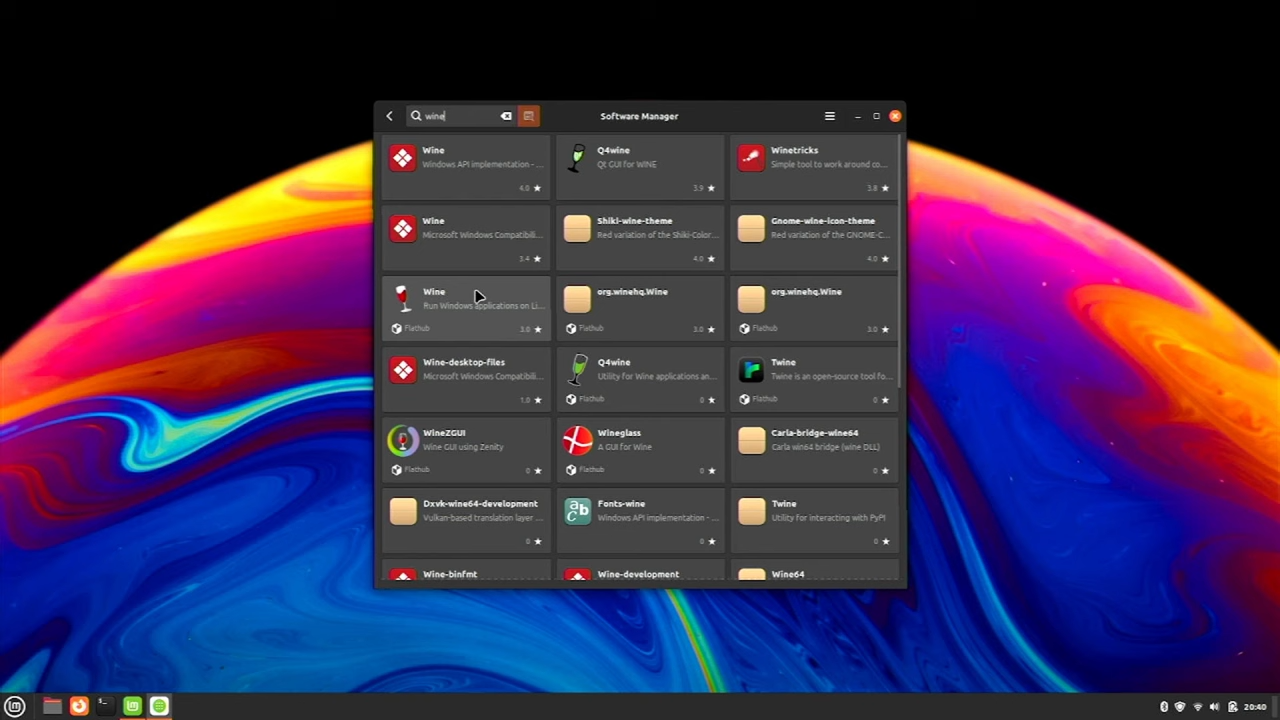 wine
Software Manager
Wine
Windows API implementation - ...
4.0
Q4wine
Qt GUI for WINE
3.9
Winetricks
Simple tool to work around co...
3.8
Wine
Microsoft Windows Compatibili...
3.4
Shiki-wine-theme
Red variation of the Shiki-Color...
4.0
Gnome-wine-icon-theme
Red variation of the GNOME-C...
4.0
Wine
Run Windows applications on Li...
Flathub
3.0
org.winehq.Wine
Flathub
3.0
org.winehq.Wine
Flathub
3.0
Wine-desktop-files
Microsoft Windows Compatibili...
1.0
Q4wine
Utility for Wine applications an...
Flathub
0
Twine
Twine is an open-source tool fo...
Flathub
0
WineZGUI
Wine GUI using Zenity
Flathub
0
Wineglass
A GUI for Wine
Flathub
0
Carla-bridge-wine64
Carla win64 bridge (wine DLL)
0
Dxvk-wine64-development
Vulkan-based translation layer ...
0
Fonts-wine
Windows API implementation - ...
0
Twine
Utility for interacting with PyPI
0
Wine-binfmt
Wine-development
Wine64
20:40